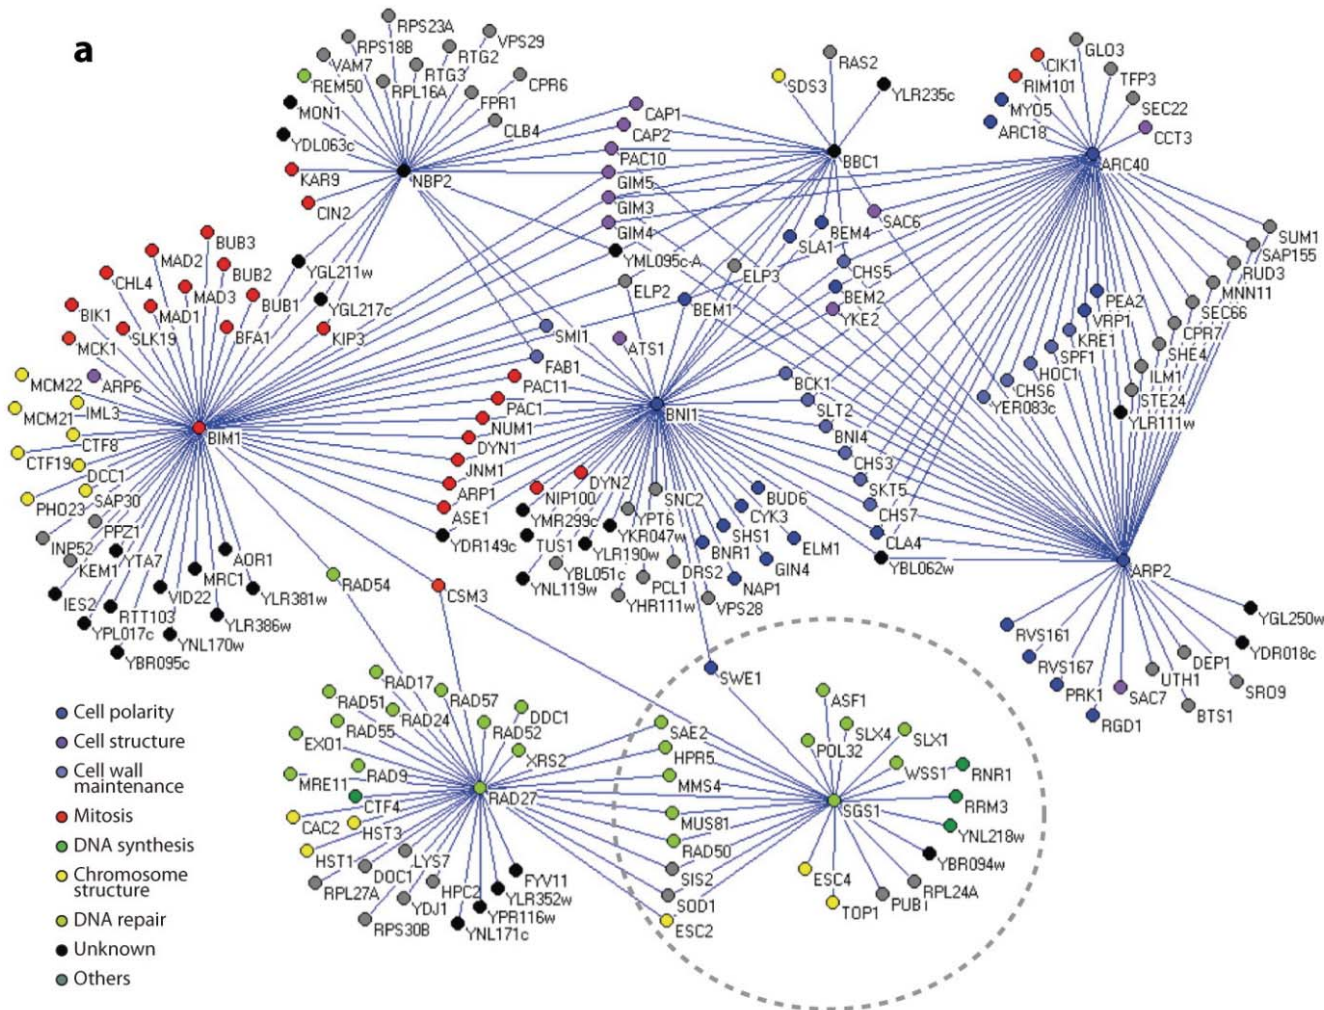 a
RPS23A
RPS18B
VPS29
VAM7
RTG2
REM50
RTG3
RPL16A
CPR6
MON1
FPR1
CLB4
YDL063c
KAR9
NBP2
CIN2
CAP1
CAP2
PAC10
GIM5
GIM3
GIM4
YML095c-A
ELP3
ELP2
RAS2
SDS3
YLR235c
BBC1
SAC6
BEM4
SLA1
CHS5
BEM2
YKE2
BEM1
GLO3
CIK1
TFP3
RIM101
MYO5
SEC22
ARC18
CCT3
ARC40
SUM1
SAP155
RUD3
MNN11
SEC66
CPR7
SHE4
ILM1
STE24
YLR111w
PEA2
VRP1
KRE1
SPF1
HOC1
CHS6
YER083c
BUB3
MAD2
BUB2
CHL4
MAD3
BUB1
BIK1
MAD1
SLK19
BFA1
MCK1
YGL211w
YGL217c
KIP3
MCM22
ARP6
IML3
MCM21
CTF8
BIM1
CTF19
DCC1
SAP30
PHO23
PPZ1
INP52
YTA7
AOR1
KEM1
MRC1
IES2
VID22
YLR381w
RTT103
YLR386w
YPL017c
YNL170w
YBR095c
SMI1
FAB1
ATS1
PAC11
PAC1
NUM1
DYN1
JNM1
ARP1
ASE1
YDR149c
BNI1
BCK1
SLT2
BNI4
CHS3
SKT5
CHS7
CLA4
YBL062w
DYN2
NIP100
SNC2
YMR299c
YPT6
YKR047w
TUS1
YLR190w
YBL051c
YNL119w
PCL1
YHR111w
DRS2
VPS28
BUD6
CYK3
SHS1
ELM1
BNR1
GIN4
NAP1
RAD54
CSM3
SWE1
ARP2
YGL250w
RVS161
YDR018c
RVS167
DEP1
UTH1
PRK1
SAC7
SRO9
BTS1
RGD1
RAD17
RAD51
RAD57
DDC1
RAD24
RAD55
RAD52
EXO1
XRS2
RAD9
MRE11
RAD27
CTF4
CAC2
HST3
HST1
LYS7
DOC1
FYV11
RPL27A
HPC2
YLR352w
YDJ1
YPR116w
RPS30B
YNL171c
SAE2
HPR5
MMS4
MUS81
RAD50
SIS2
SOD1
ESC2
ASF1
SLX4
SLX1
POL32
WSS1
RNR1
RRM3
SGS1
YNL218w
YBR094w
ESC4
RPL24A
PUB1
TOP1
Cell polarity
Cell structure
Cell wall
maintenance
Mitosis
DNA synthesis
Chromosome
structure
DNA repair
Unknown
Others